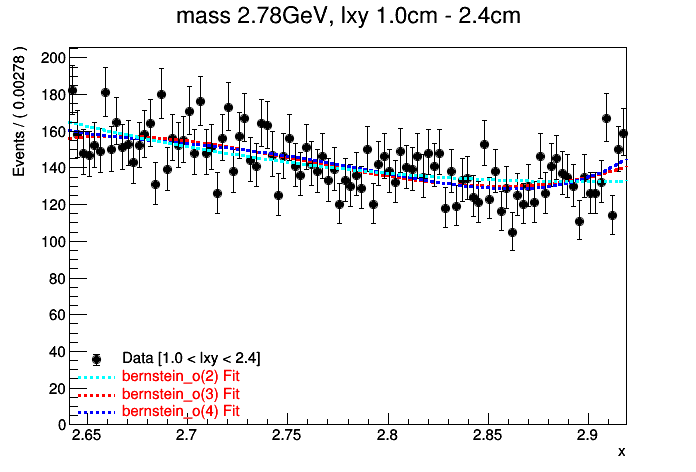 mass 2.78GeV, lxy 1.0cm - 2.4cm
Events / ( 0.00278 )
200
180
160
140
120
100
80
60
40
20
0
Data [1.0 < lxy < 2.4]
bernstein_o(2) Fit
bernstein_o(3) Fit
bernstein_o(4) Fit
2.65 2.7 2.75 2.8 2.85 2.9
x